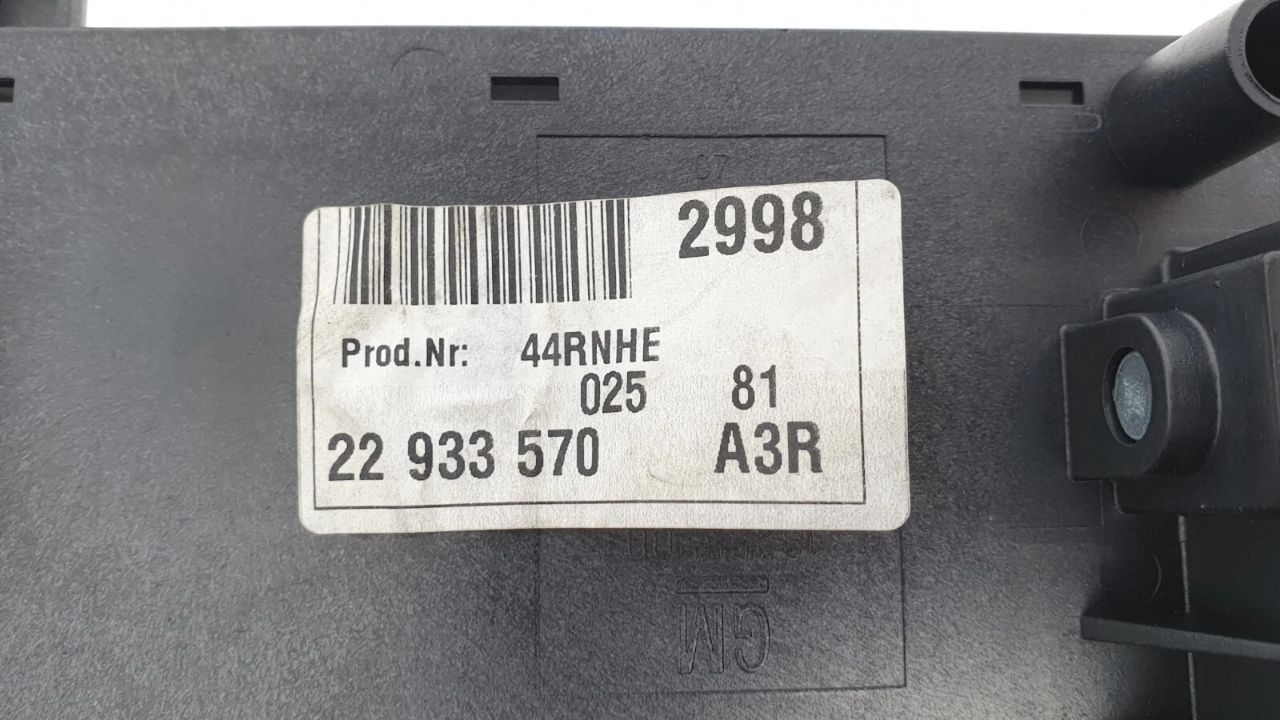 2998
Prod.Nr: 44RNHE
025 81
22 933 570 A3R
GM